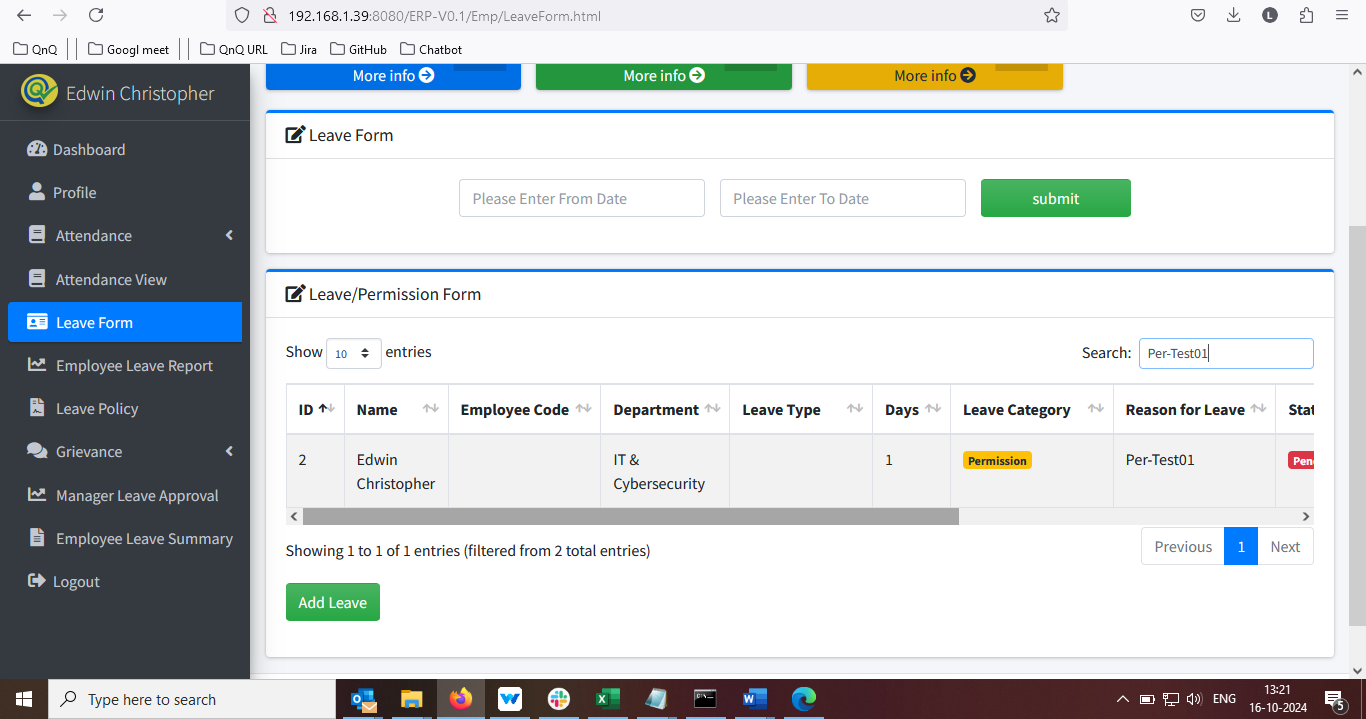 192.168.1.39:8080/ERP-V0.1/Emp/LeaveForm.html
L
QnQ
Googl meet
QnQ URL
Jira
GitHub
Chatbot
Edwin Christopher
Dashboard
Profile
Attendance
Attendance View
Leave Form
Employee Leave Report
Leave Policy
Grievance
Manager Leave Approval
Employee Leave Summary
Logout
More info
More info
More info
Leave Form
Please Enter From Date
Please Enter To Date
submit
Leave/Permission Form
Show 10 entries
Search: Per-Test01
ID Name Employee Code Department Leave Type Days Leave Category Reason for Leave Stat
2 Edwin IT & 1 Permission Per-Test01 Pen
Christopher Cybersecurity
Showing 1 to 1 of 1 entries (filtered from 2 total entries)
Previous 1 Next
Add Leave
Type here to search
ENG
13:21
16-10-2024
5